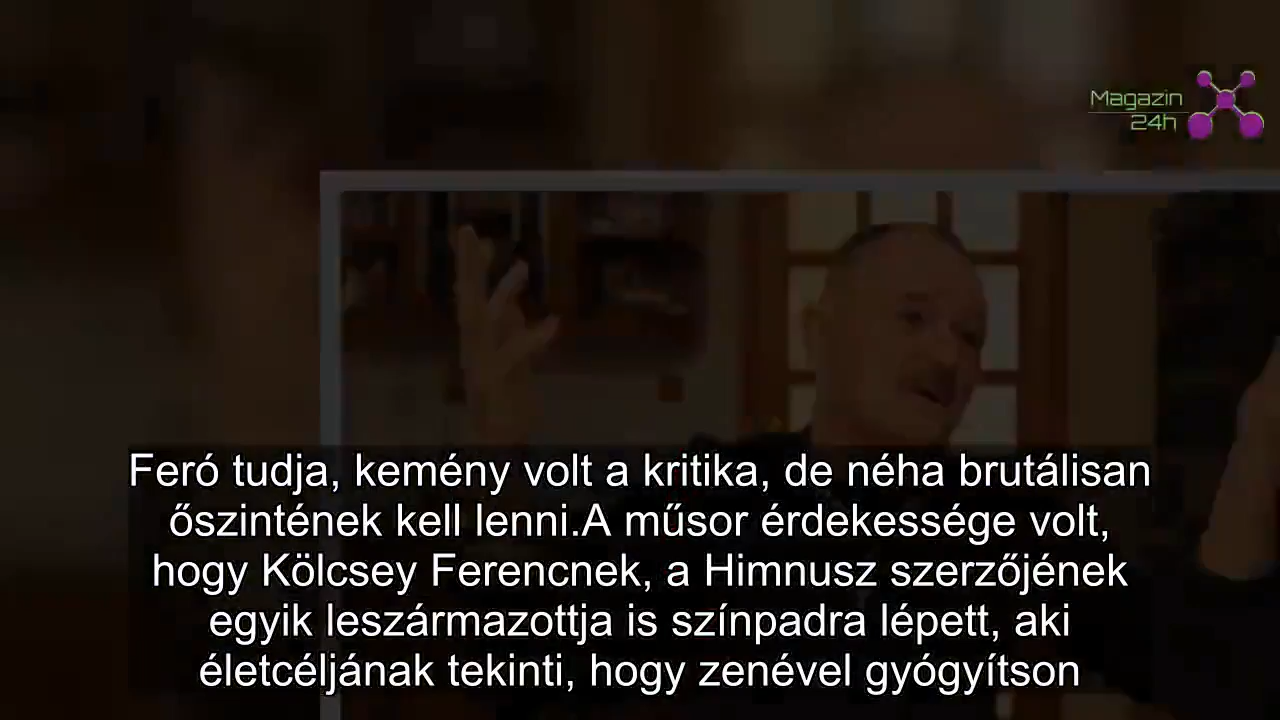 Magazin
24h
Feró tudja, kemény volt a kritika, de néha brutálisan
őszintének kell lenni.A műsor érdekessége volt,
hogy Kölcsey Ferencnek, a Himnusz szerzőjének
egyik leszármazottja is színpadra lépett, aki
életcéljának tekinti, hogy zenével gyógyítson